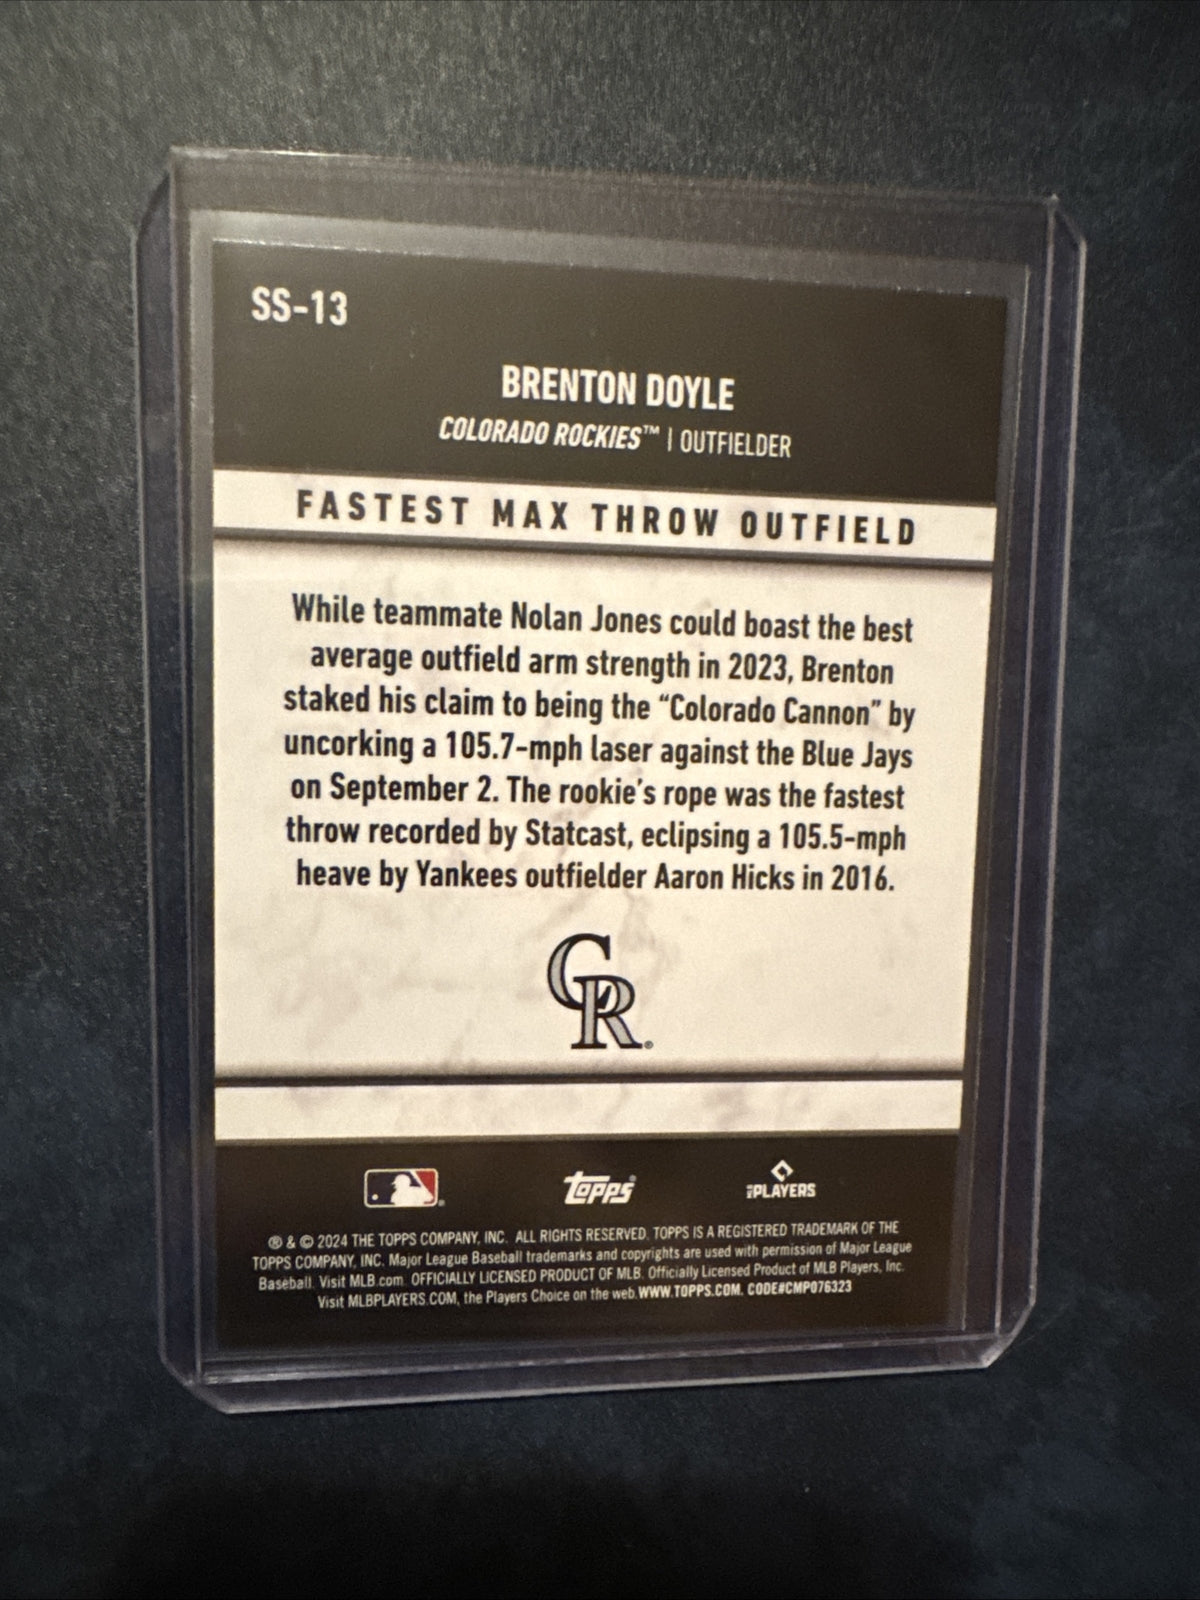 SS-13
BRENTON DOYLE
COLORADO ROCKIES™ | OUTFIELDER
FASTEST MAX THROW OUTFIELD
While teammate Nolan Jones could boast the best
average outfield arm strength in 2023, Brenton
staked his claim to being the “Colorado Cannon” by
uncorking a 105.7-mph laser against the Blue Jays
on September 2. The rookie's rope was the fastest
throw recorded by Statcast, eclipsing a 105.5-mph
heave by Yankees outfielder Aaron Hicks in 2016.
CR®
topps®
MLB PLAYERS
® & © 2024 THE TOPPS COMPANY, INC. ALL RIGHTS RESERVED. TOPPS IS A REGISTERED TRADEMARK OF THE
TOPPS COMPANY, INC. Major League Baseball trademarks and copyrights are used with permission of Major League
Baseball. Visit MLB.com. OFFICIALLY LICENSED PRODUCT OF MLB. Officially Licensed Product of MLB Players, Inc.
Visit MLBPLAYERS.COM, the Players Choice on the web. WWW.TOPPS.COM. CODE#CMP076323